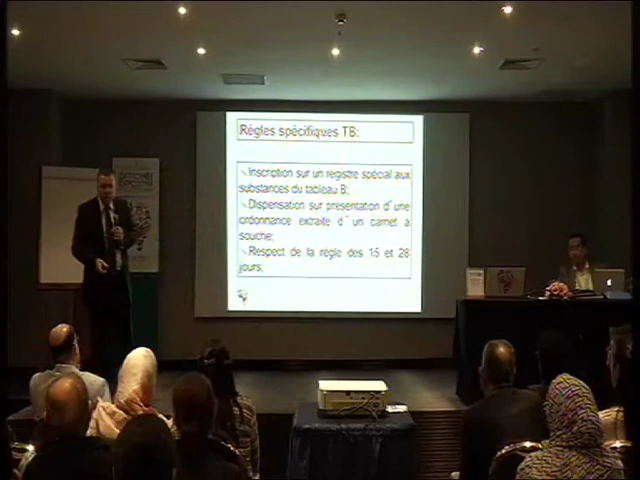 Règles spécifiques TB:
↘Inscription sur un registre spécial aux
substances du tableau B;
↘Dispensation sur présentation d'une
ordonnance extraite d'un carnet à
souche;
↘Respect de la règle des 15 et 28
jours;